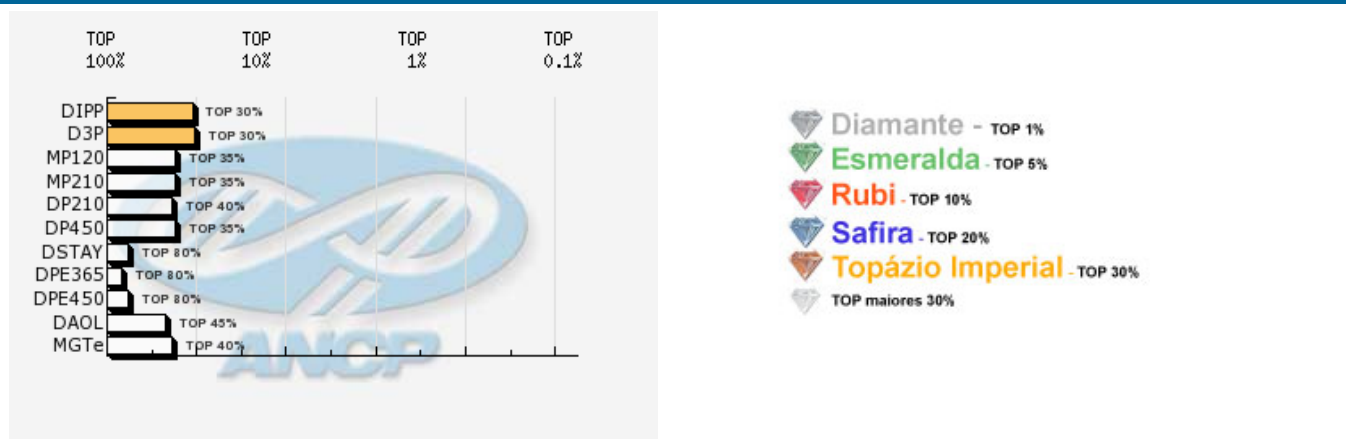 TOP TOP TOP TOP
100% 10% 1% 0.1%
DIPP TOP 30%
D3P TOP 30%
MP120 TOP 35%
MP210 TOP 35%
DP210 TOP 40%
DP450 TOP 35%
DSTAY TOP 80%
DPE365 TOP 80%
DPE450 TOP 80%
DAOL TOP 45%
MGTe TOP 40%
ANCP
Diamante - TOP 1%
Esmeralda - TOP 5%
Rubi - TOP 10%
Safira - TOP 20%
Topázio Imperial - TOP 30%
TOP maiores 30%